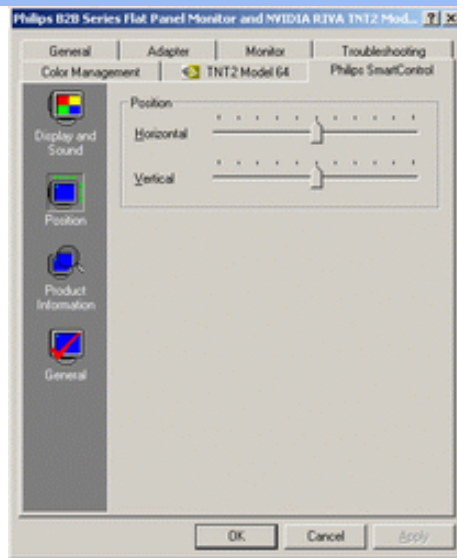 Philips B2B Series Flat Panel Monitor and NVIDIA RIVA TNT2 Mod...
General Adapter Monitor Troubleshooting
Color Management TNT2 Model 64 Philips SmartControl
Position
Horizontal
Vertical
Display and
Sound
Position
Product
Information
General
OK Cancel Apply